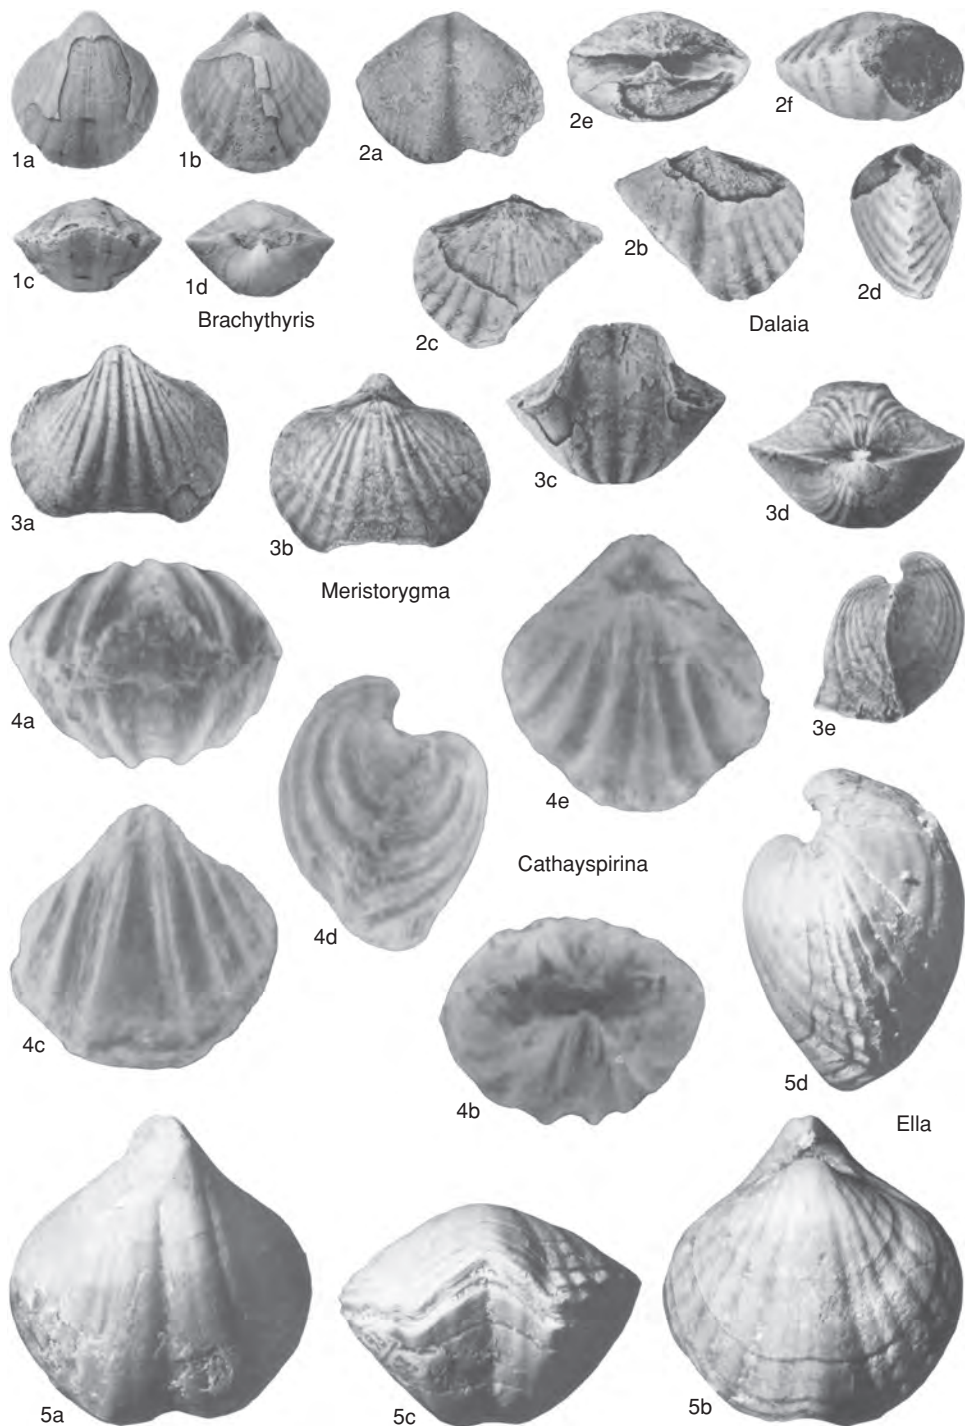 1a
1b
2a
2e
2f
1c
1d
2c
2b
2d
Brachythyris
Dalaia
3a
3b
3c
3d
Meristorygma
3e
4a
4d
4e
Cathayspirina
4c
4b
5d
Ella
5a
5c
5b